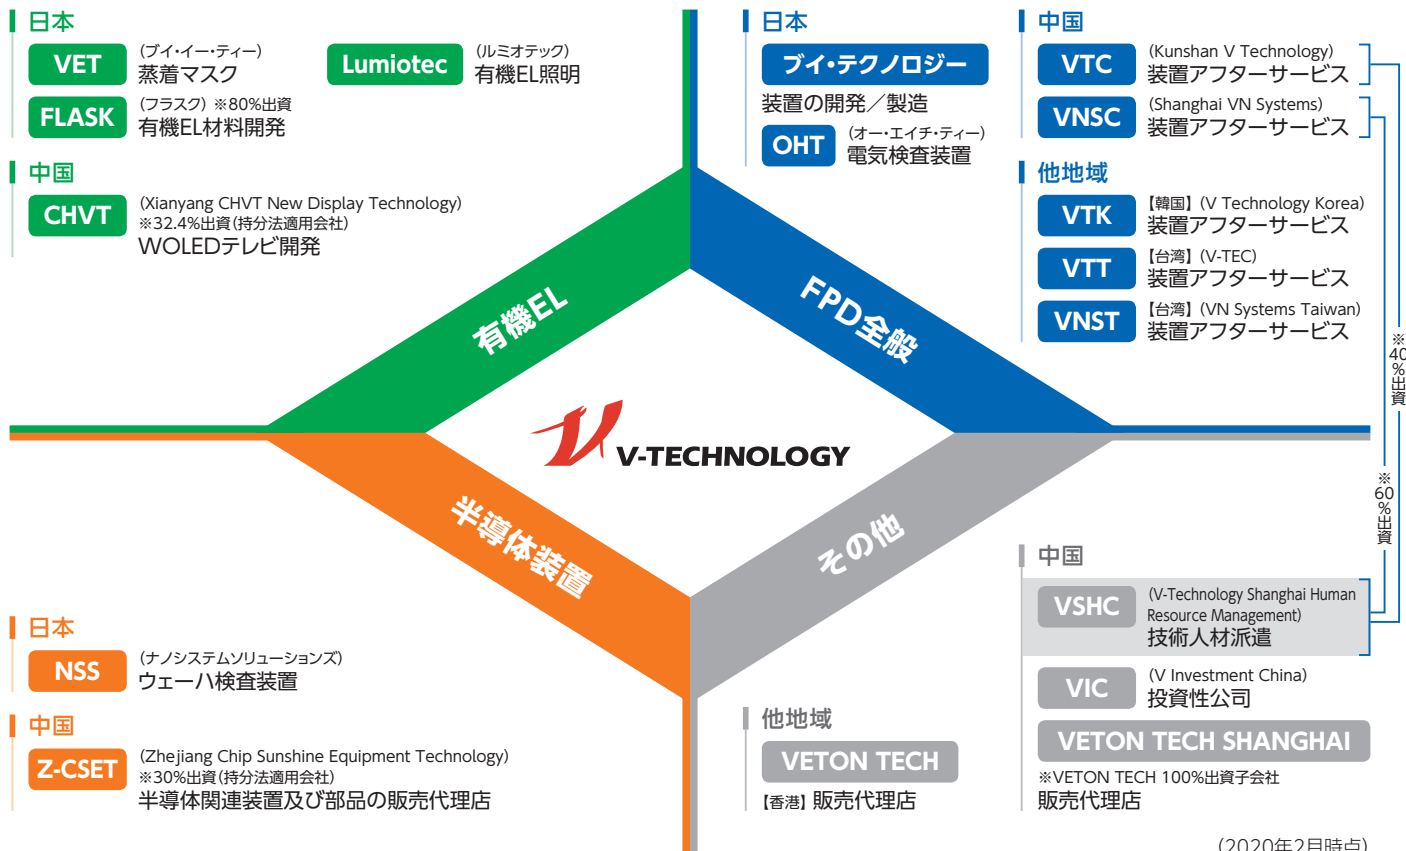 日本
VET
(ブイ・イー・ティー)
蒸着マスク
Lumiotec
(ルミオテック)
有機EL照明
FLASK
(フラスク) ※80%出資
有機EL材料開発
中国
CHVT
(Xianyang CHVT New Display Technology)
※32.4%出資(持分法適用会社)
WOLEDテレビ開発
有機EL
日本
ブイ・テクノロジー
装置の開発/製造
OHT
(オー・エイチ・ティー)
電気検査装置
中国
VTC
(Kunshan V Technology)
装置アフターサービス
VNSC
(Shanghai VN Systems)
装置アフターサービス
他地域
VTK
【韓国】(V Technology Korea)
装置アフターサービス
VTT
【台湾】(V-TEC)
装置アフターサービス
VNST
【台湾】(VN Systems Taiwan)
装置アフターサービス
FPD全般
※40%出資
※60%出資
V-TECHNOLOGY
半導体装置
日本
NSS
(ナノシステムソリューションズ)
ウェーハ検査装置
中国
Z-CSET
(Zhejiang Chip Sunshine Equipment Technology)
※30%出資(持分法適用会社)
半導体関連装置及び部品の販売代理店
その他
他地域
VETON TECH
【香港】販売代理店
中国
VSHC
(V-Technology Shanghai Human
Resource Management)
技術人材派遣
VIC
(V Investment China)
投資性公司
VETON TECH SHANGHAI
※VETON TECH 100%出資子会社
販売代理店
(2020年2月時点)